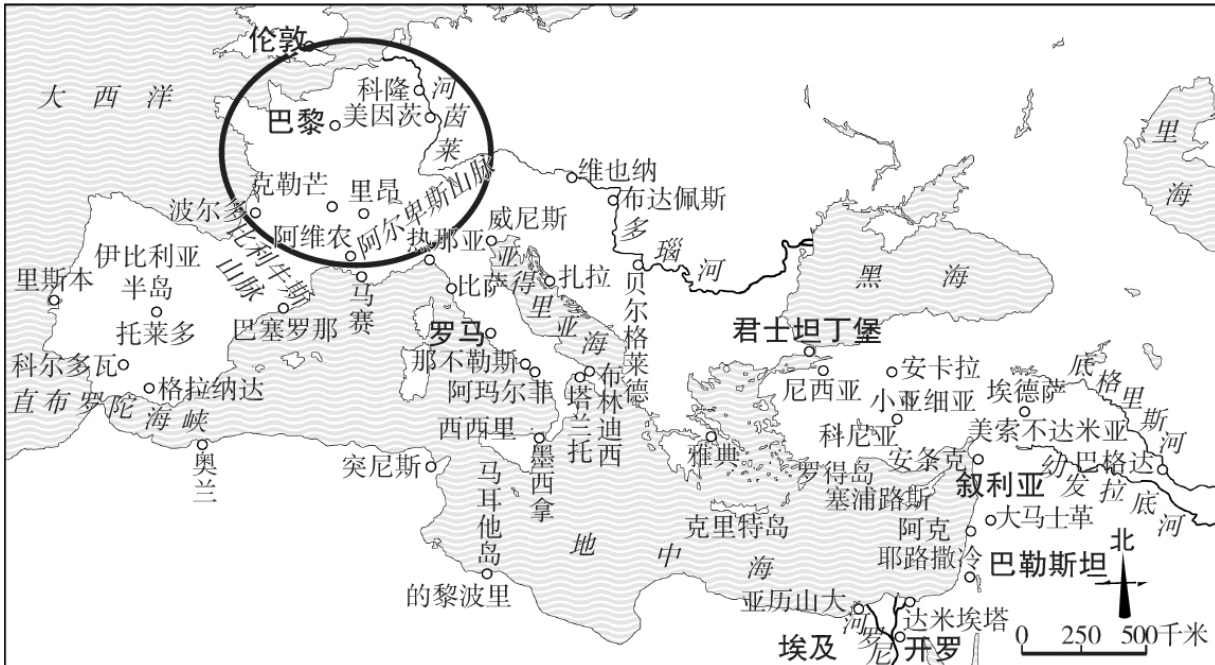 伦敦
大西洋
科隆
巴黎
美因茨
莱茵河
里海
维也纳
布达佩斯
克勒芒
里昂
阿尔卑斯山脉
波尔多
威尼斯
多瑙河
阿维农
热那亚
比利牛斯
山脉
伊比利亚
半岛
里斯本
马赛
比萨
亚得里亚海
扎拉
贝尔格莱德
黑海
托莱多
巴塞罗那
罗马
君士坦丁堡
科尔多瓦
那不勒斯
尼西亚
安卡拉
底格里斯河
格拉纳达
阿玛尔菲
塔兰托
布林迪西
小亚细亚
埃德萨
直布罗陀海峡
西西里
科尼亚
美索不达米亚
奥兰
突尼斯
马耳他岛
墨西拿
雅典
罗得岛
安条克
巴格达
幼发拉底河
塞浦路斯
叙利亚
克里特岛
阿克
大马士革
地中海
耶路撒冷
巴勒斯坦
北
的黎波里
亚历山大
达米埃塔
埃及
尼罗河
开罗
0 250 500千米